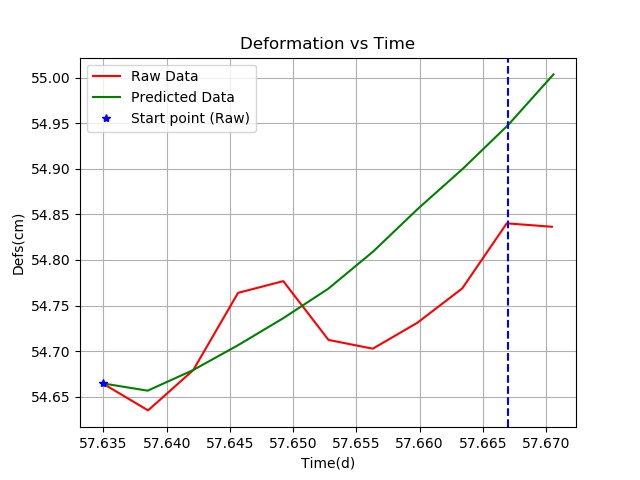 Deformation vs Time
Raw Data
Predicted Data
Start point (Raw)
55.00
54.95
54.90
54.85
54.80
54.75
54.70
54.65
Defs(cm)
57.635 57.640 57.645 57.650 57.655 57.660 57.665 57.670
Time(d)